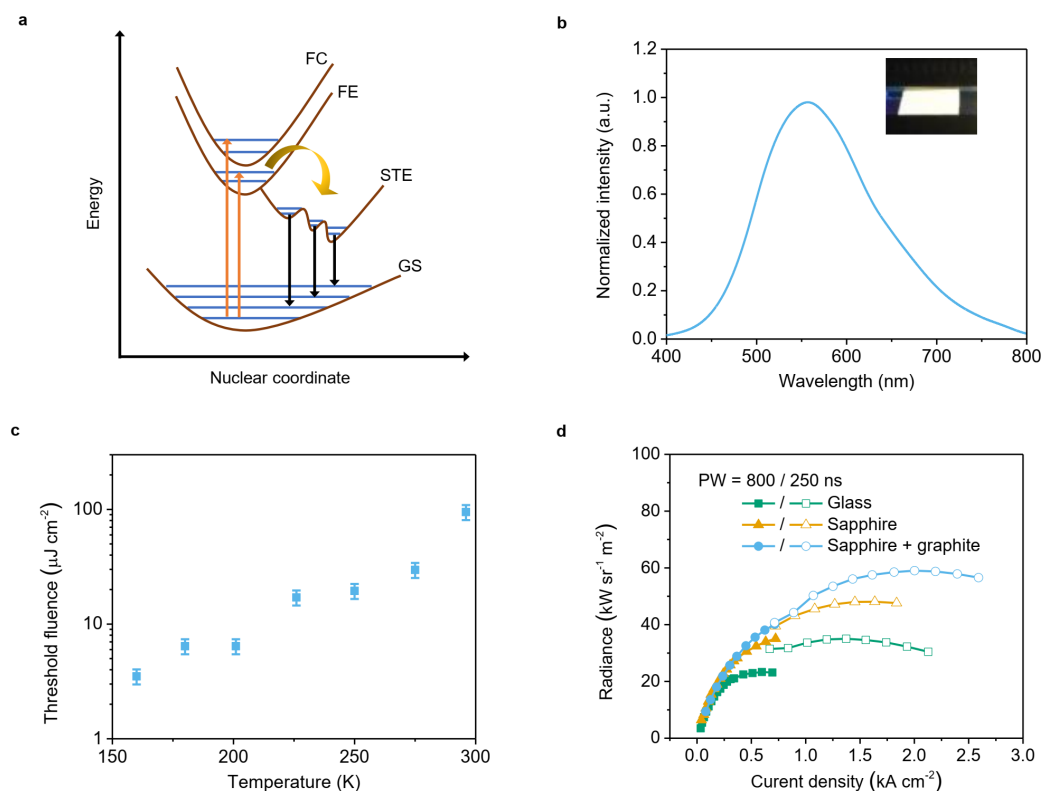 a
FC
FE
STE
GS
Energy
Nuclear coordinate
b
1.2
1.0
0.8
0.6
0.4
0.2
0.0
400 500 600 700 800
Normalized intensity (a.u.)
Wavelength (nm)
c
100
10
1
150 200 250 300
Threshold fluence (μJ cm-2)
Temperature (K)
d
100
80
60
40
20
0
0.0 0.5 1.0 1.5 2.0 2.5 3.0
PW = 800 / 250 ns
/ Glass
/ Sapphire
/ Sapphire + graphite
Radiance (kW sr-1 m-2)
Curent density (kA cm-2)